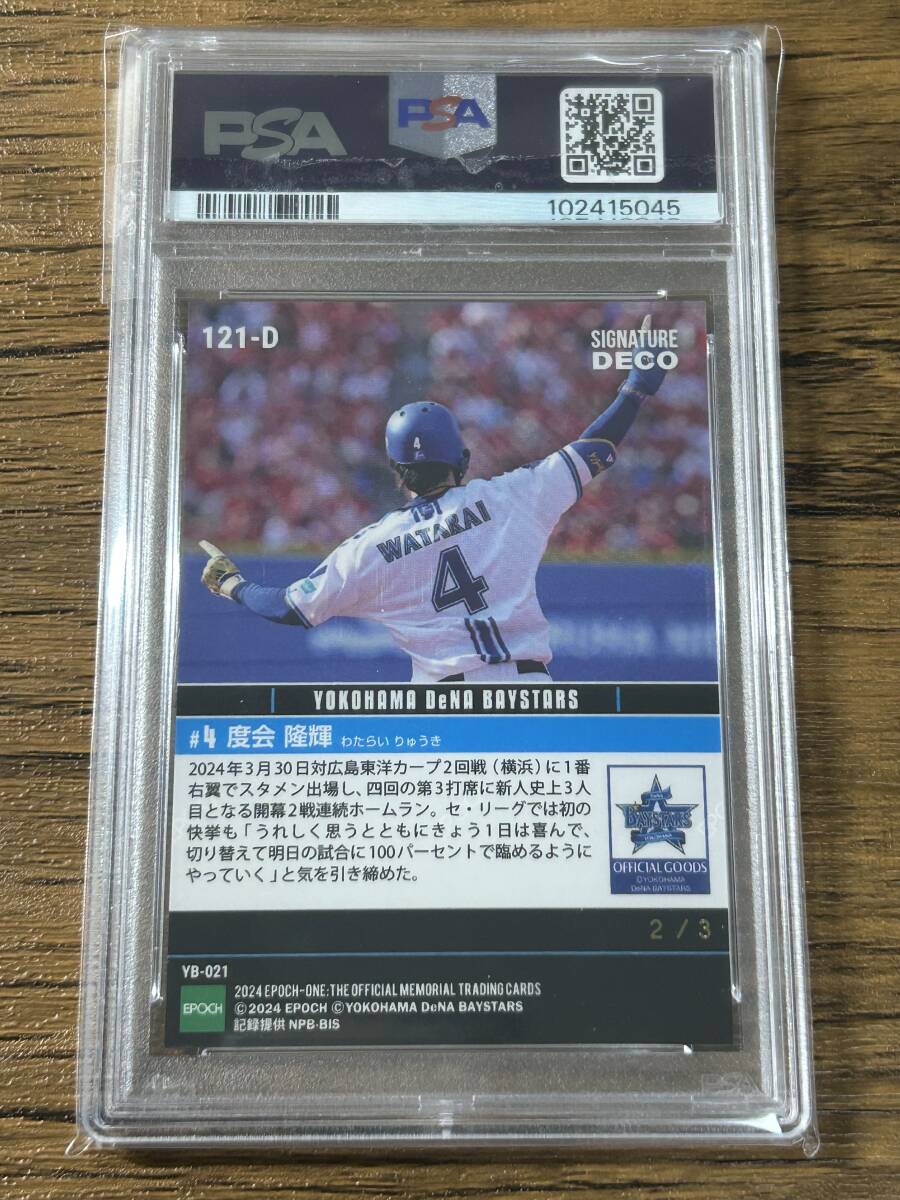 PSA
PSA
102415045
121-D
SIGNATURE
DECO
4
WATARAI
4
YOKOHAMA DeNA BAYSTARS
#4 度会 隆輝 わたらい りゅうき
2024年3月30日対広島東洋カープ2回戦（横浜）に1番
右翼でスタメン出場し、四回の第3打席に新人史上3人
目となる開幕2戦連続ホームラン。セ・リーグでは初の
快挙も「うれしく思うとともにきょう1日は喜んで、
切り替えて明日の試合に100パーセントで臨めるように
やっていく」と気を引き締めた。
BAYSTARS
OFFICIAL GOODS
©YOKOHAMA
DeNA BAYSTARS
2 / 3
YB-021
EPOCH
2024 EPOCH-ONE:THE OFFICIAL MEMORIAL TRADING CARDS
©2024 EPOCH ©YOKOHAMA DeNA BAYSTARS
記録提供 NPB-BIS
PSA